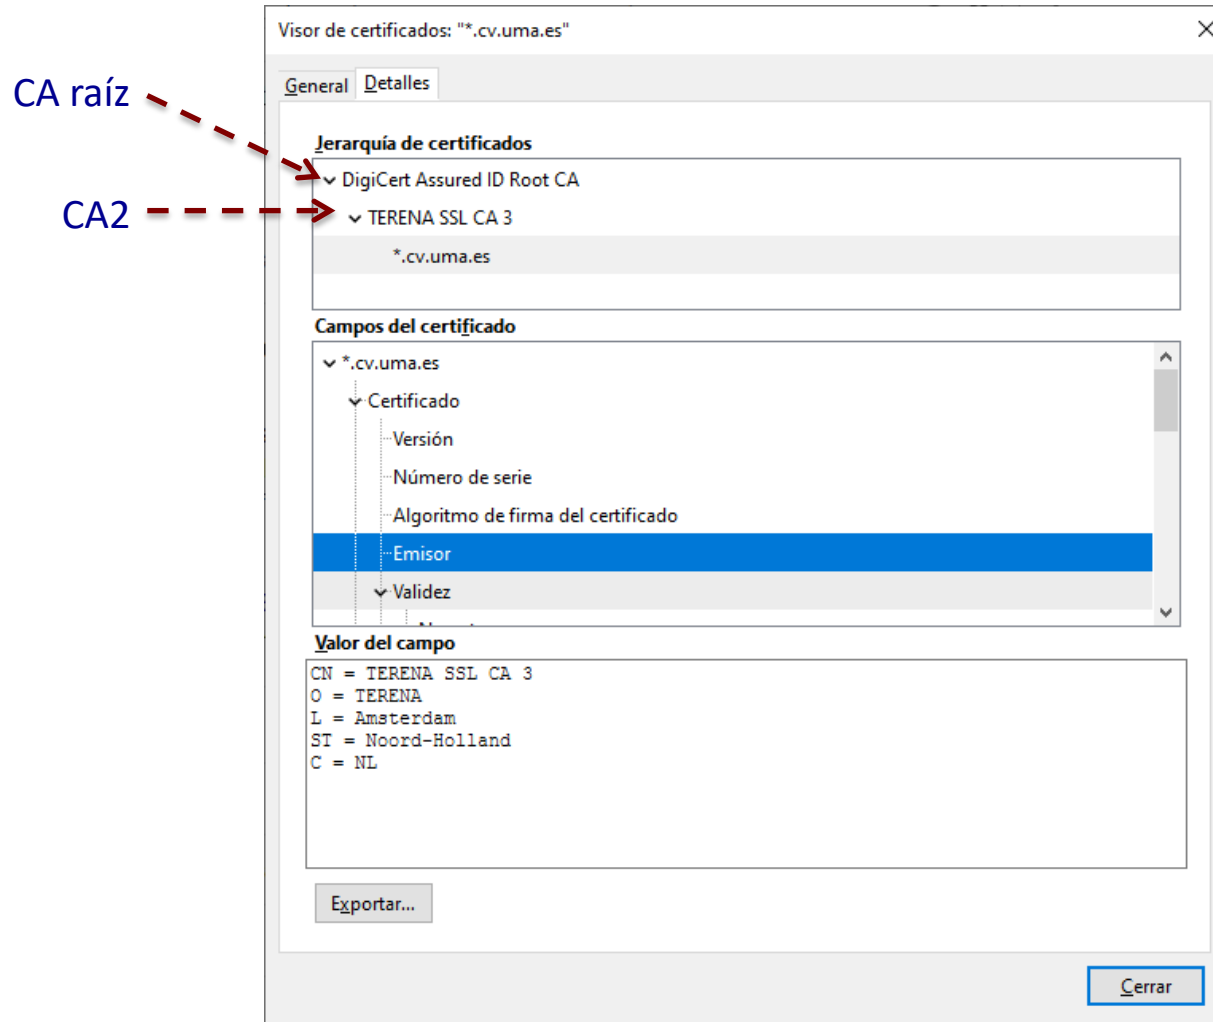 Visor de certificados: "*.cv.uma.es"
General Detalles
CA raíz
Jerarquía de certificados
DigiCert Assured ID Root CA
CA2
TERENA SSL CA 3
*.cv.uma.es
Campos del certificado
*.cv.uma.es
Certificado
Versión
Número de serie
Algoritmo de firma del certificado
Emisor
Validez
Valor del campo
CN = TERENA SSL CA 3
O = TERENA
L = Amsterdam
ST = Noord-Holland
C = NL
Exportar...
Cerrar